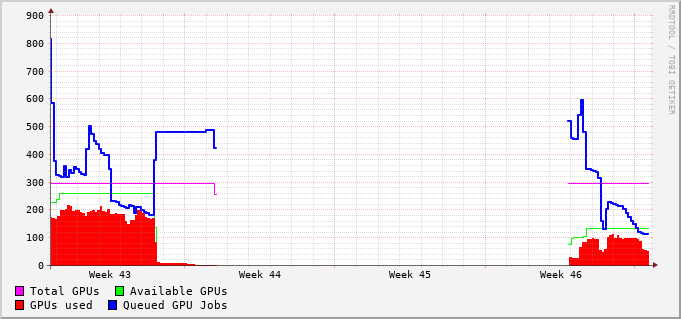 900
800
700
600
500
400
300
200
100
0
Week 43 Week 44 Week 45 Week 46
Total GPUs Available GPUs
GPUs used Queued GPU Jobs
RRDTOOL / TOBI OETIKER